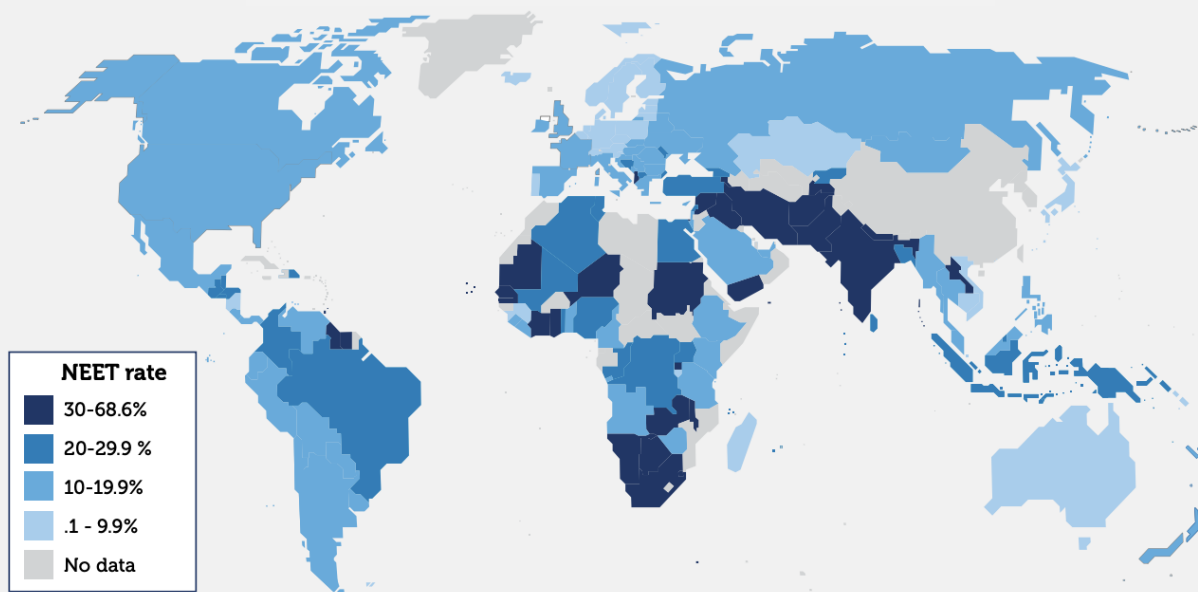 NEET rate
30-68.6%
20-29.9 %
10-19.9%
.1 - 9.9%
No data